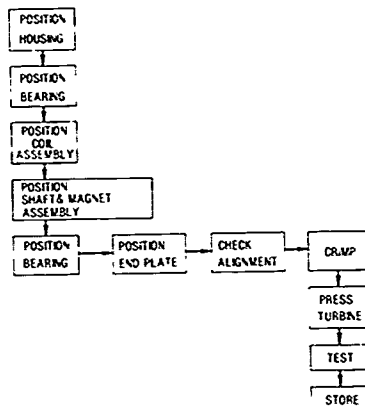 POSITION
HOUSING
POSITION
BEARING
POSITION
COIL
ASSEMBLY
POSITION
SHAFT & MAGNET
ASSEMBLY
POSITION
BEARING
POSITION
END PLATE
CHECK
ALIGNMENT
CRIMP
PRESS
TURBINE
TEST
STORE